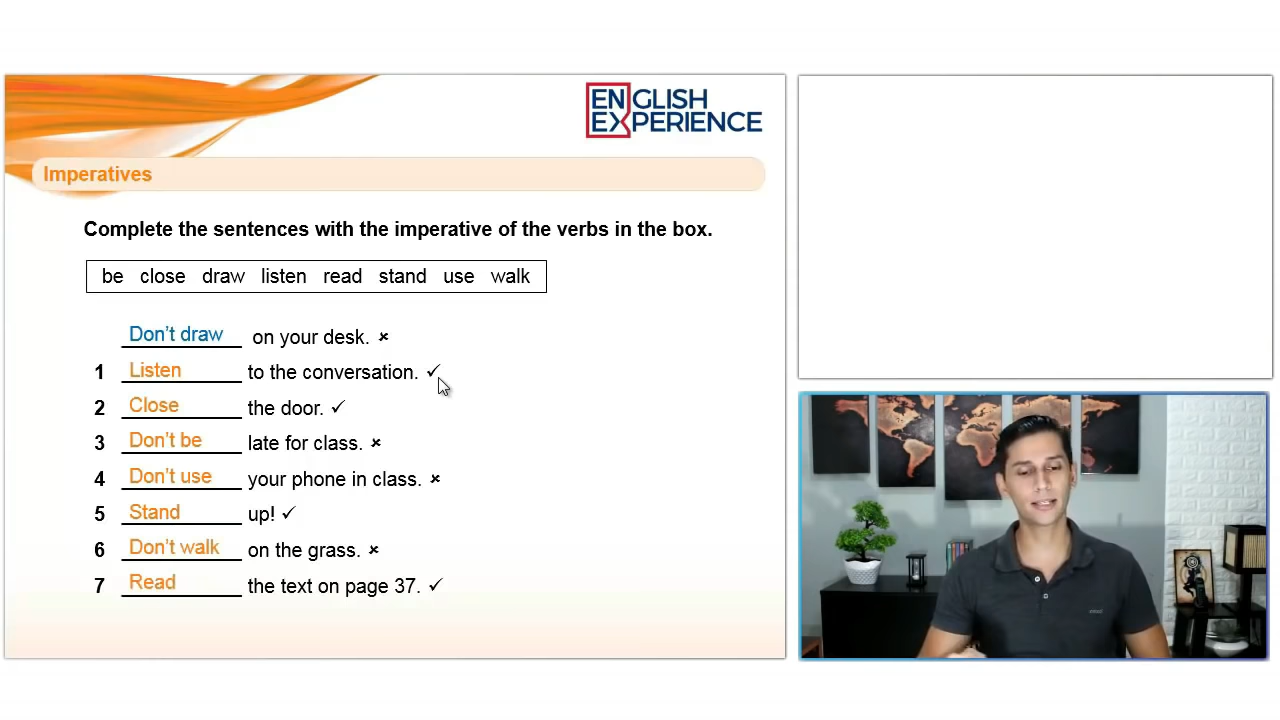 ENGLISH
EXPERIENCE
Imperatives
Complete the sentences with the imperative of the verbs in the box.
be close draw listen read stand use walk
Don't draw on your desk. ×
1 Listen to the conversation. ✓
2 Close the door. ✓
3 Don't be late for class. ×
4 Don't use your phone in class. ×
5 Stand up! ✓
6 Don't walk on the grass. ×
7 Read the text on page 37. ✓